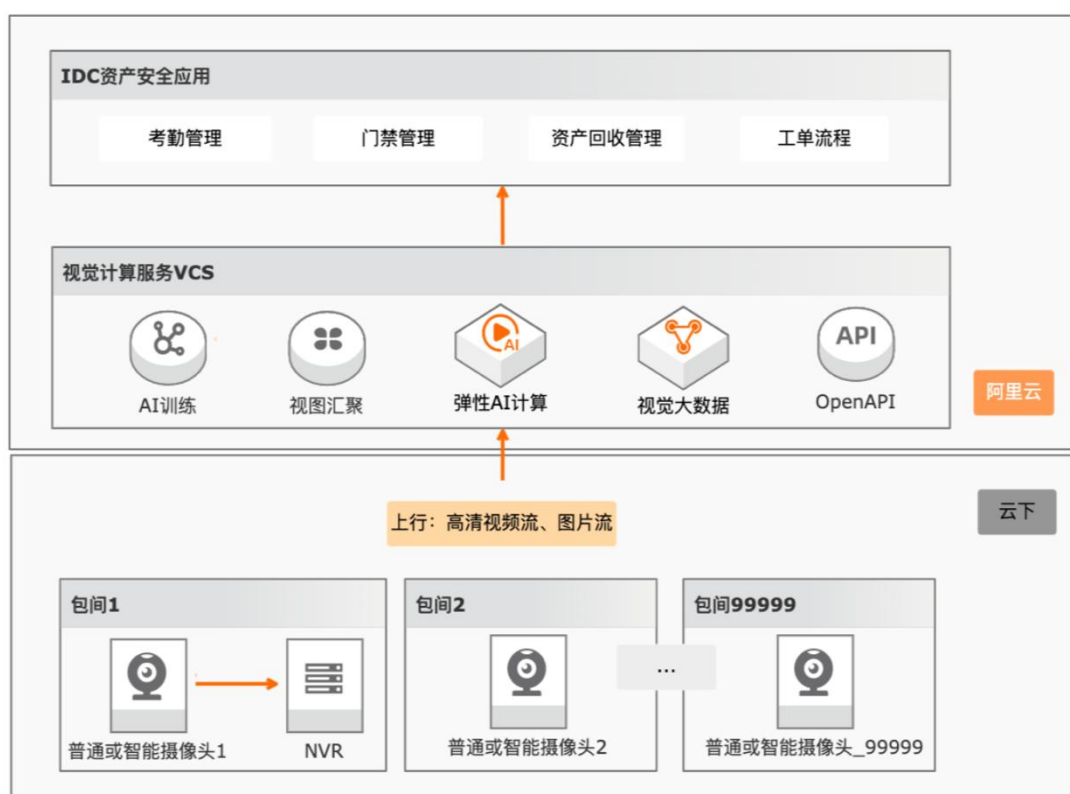 IDC资产安全应用
考勤管理 门禁管理 资产回收管理 工单流程
视觉计算服务VCS
AI
API
AI训练 视图汇聚 弹性AI计算 视觉大数据 OpenAPI
阿里云
云下
上行：高清视频流、图片流
包间1 包间2 包间99999
...
普通或智能摄像头1 NVR 普通或智能摄像头2 普通或智能摄像头_99999